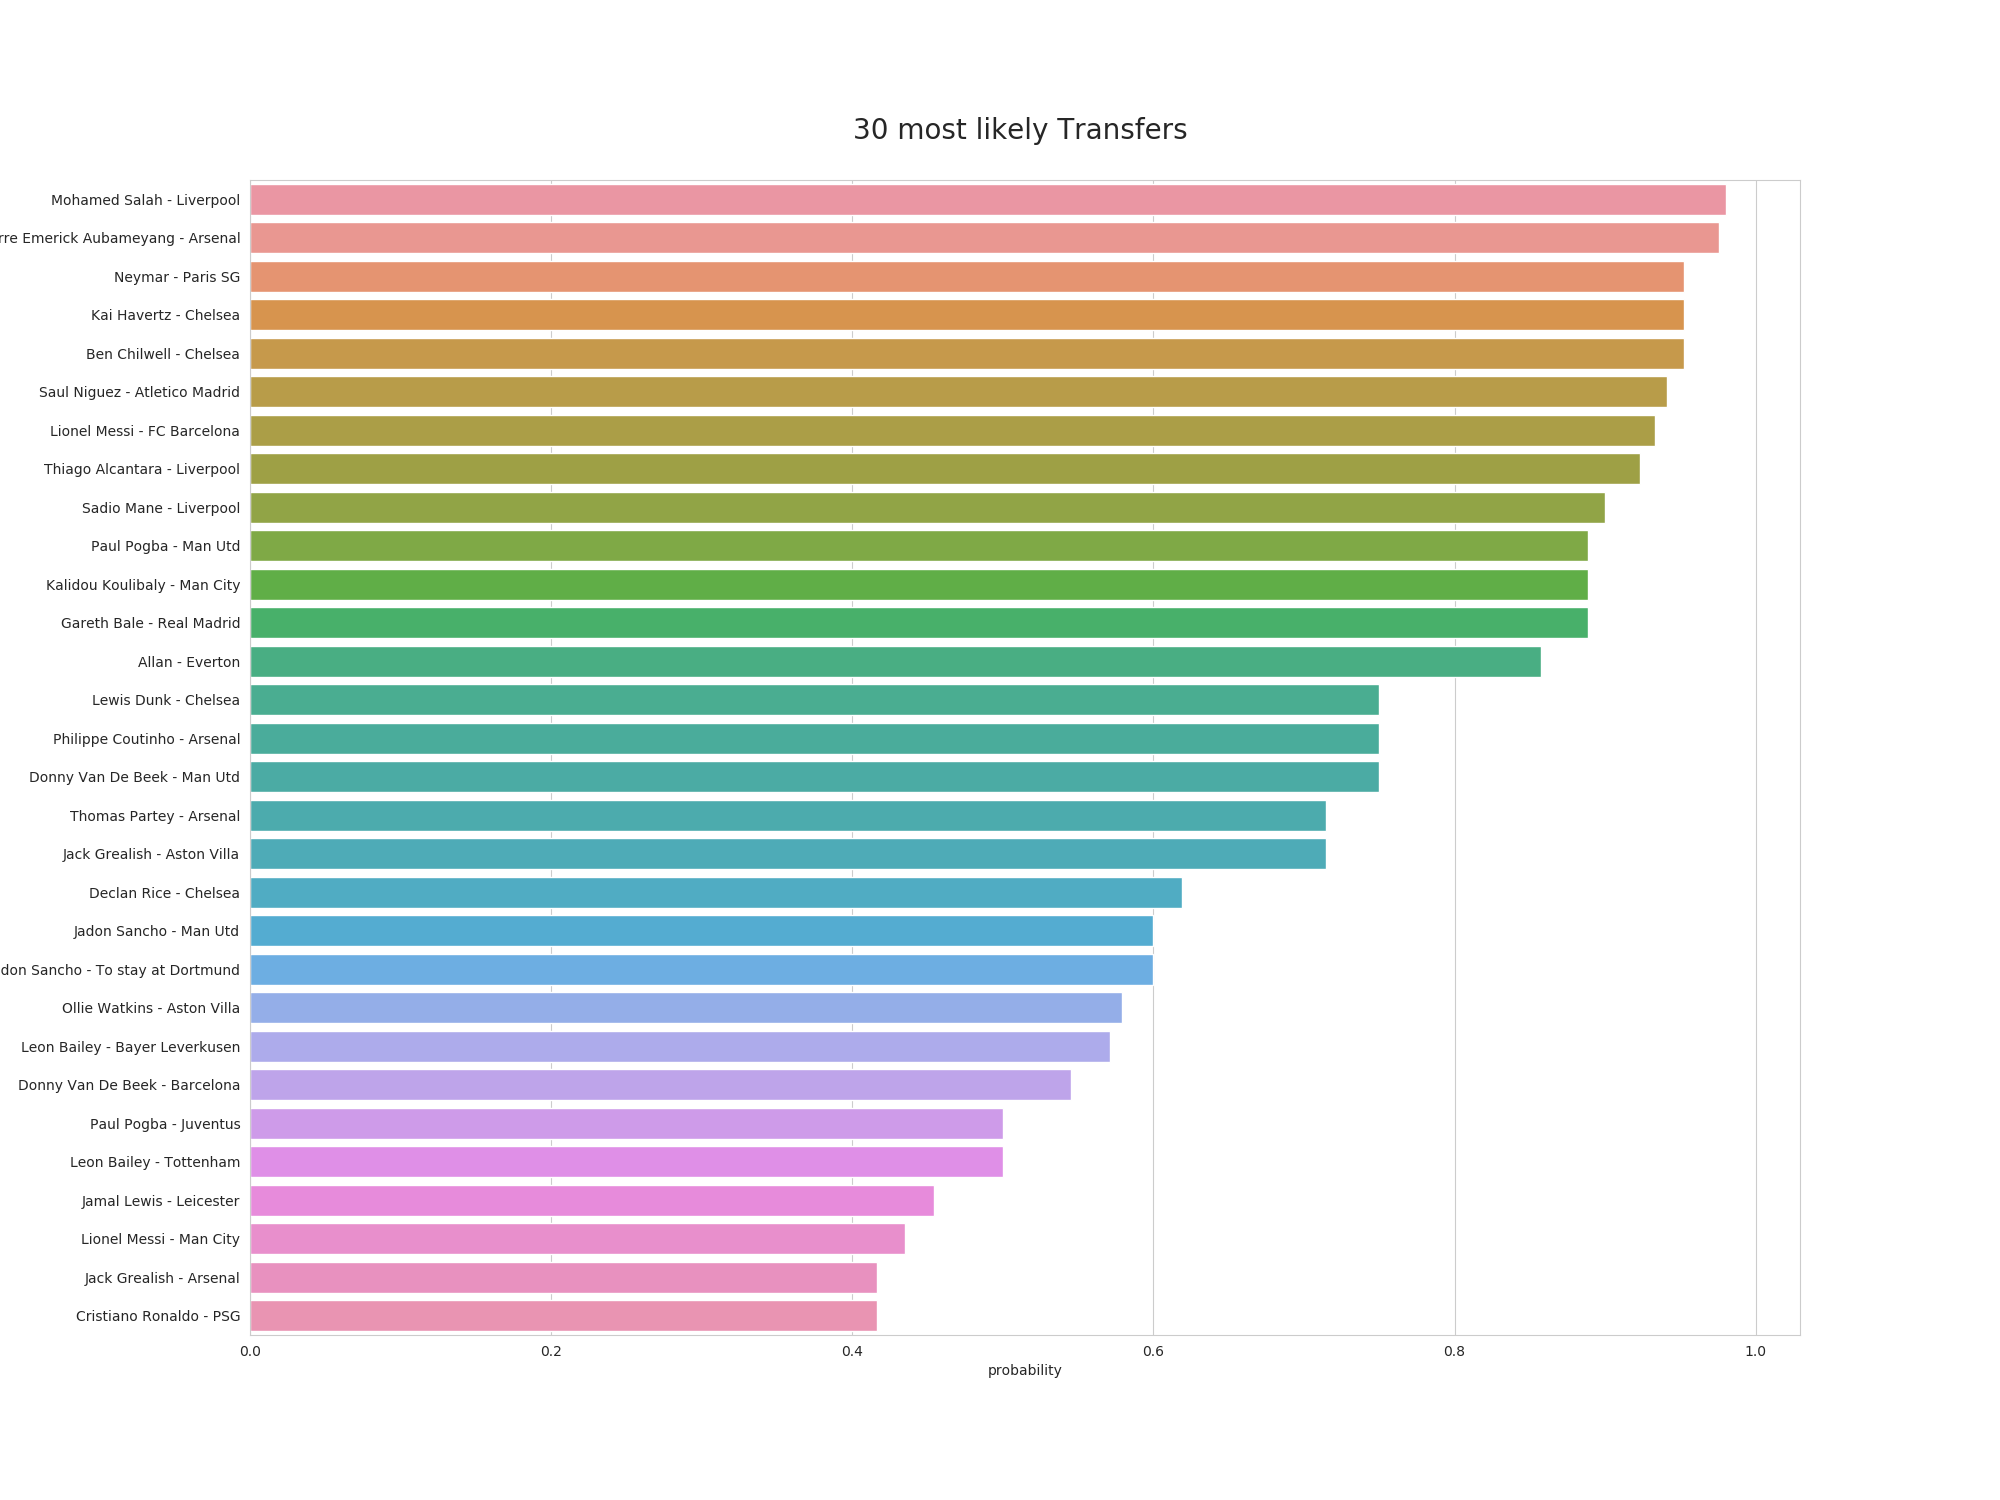 30 most likely Transfers
Mohamed Salah - Liverpool
Emerick Aubameyang - Arsenal
Neymar - Paris SG
Kai Havertz - Chelsea
Ben Chilwell - Chelsea
Saul Niguez - Atletico Madrid
Lionel Messi - FC Barcelona
Thiago Alcantara - Liverpool
Sadio Mane - Liverpool
Paul Pogba - Man Utd
Kalidou Koulibaly - Man City
Gareth Bale - Real Madrid
Allan - Everton
Lewis Dunk - Chelsea
Philippe Coutinho - Arsenal
Donny Van De Beek - Man Utd
Thomas Partey - Arsenal
Jack Grealish - Aston Villa
Declan Rice - Chelsea
Jadon Sancho - Man Utd
don Sancho - To stay at Dortmund
Ollie Watkins - Aston Villa
Leon Bailey - Bayer Leverkusen
Donny Van De Beek - Barcelona
Paul Pogba - Juventus
Leon Bailey - Tottenham
Jamal Lewis - Leicester
Lionel Messi - Man City
Jack Grealish - Arsenal
Cristiano Ronaldo - PSG
0.0 0.2 0.4 0.6 0.8 1.0
probability